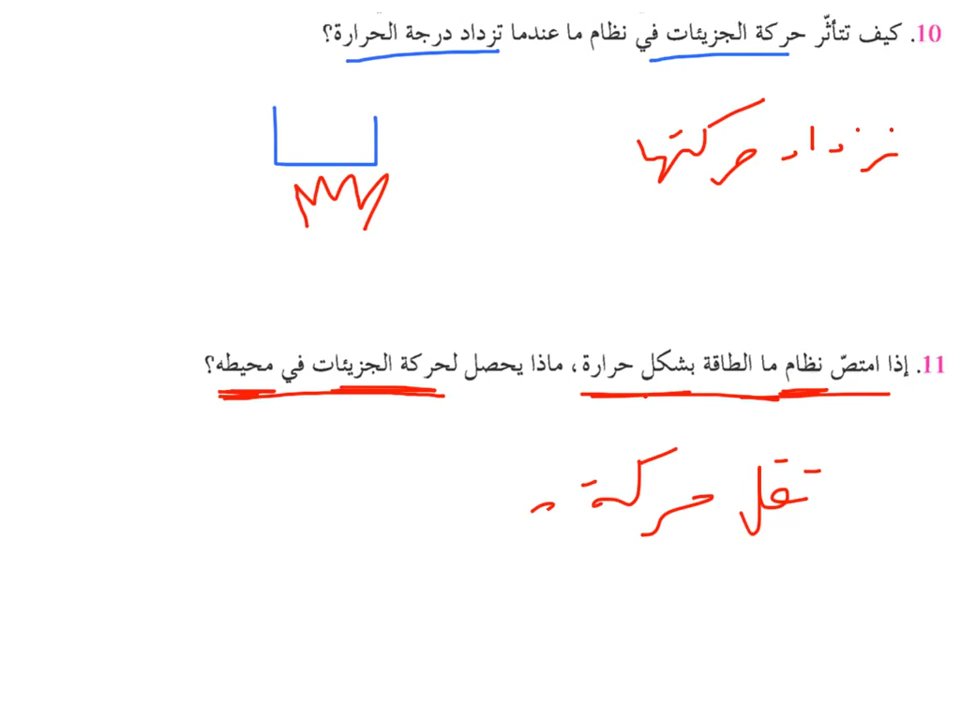 10. كيف تتأثّر حركة الجزيئات في نظام ما عندما تزداد درجة الحرارة؟
تزداد حركتها
11. إذا امتصّ نظام ما الطاقة بشكل حرارة، ماذا يحصل لحركة الجزيئات في محيطه؟
تقل حركة